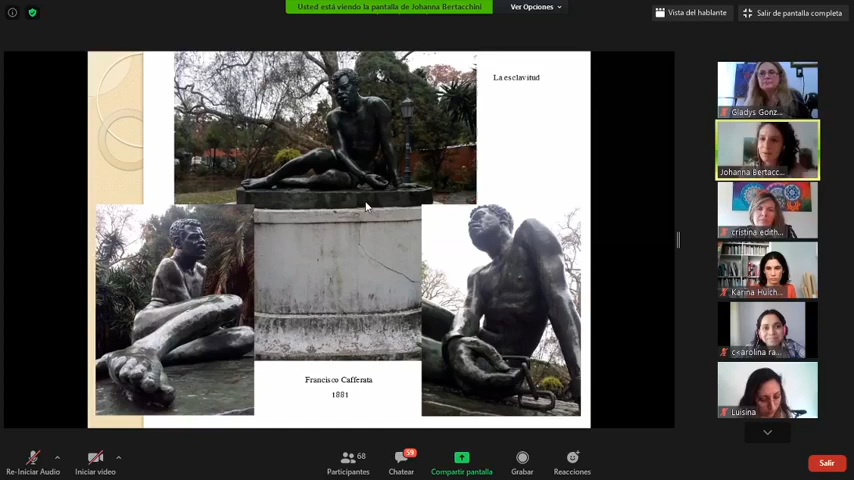 Usted está viendo la pantalla de Johanna Bertacchini
Ver Opciones
Vista del hablante
Salir de pantalla completa
La esclavitud
Francisco Cafferata
1881
Gladys Gonz...
Johanna Bertacc...
cristina edith...
Karina Hulch...
carolina ra...
Luisina
Re-Iniciar Audio
Iniciar video
68
Participantes
59
Chatear
Compartir pantalla
Grabar
Reacciones
Salir